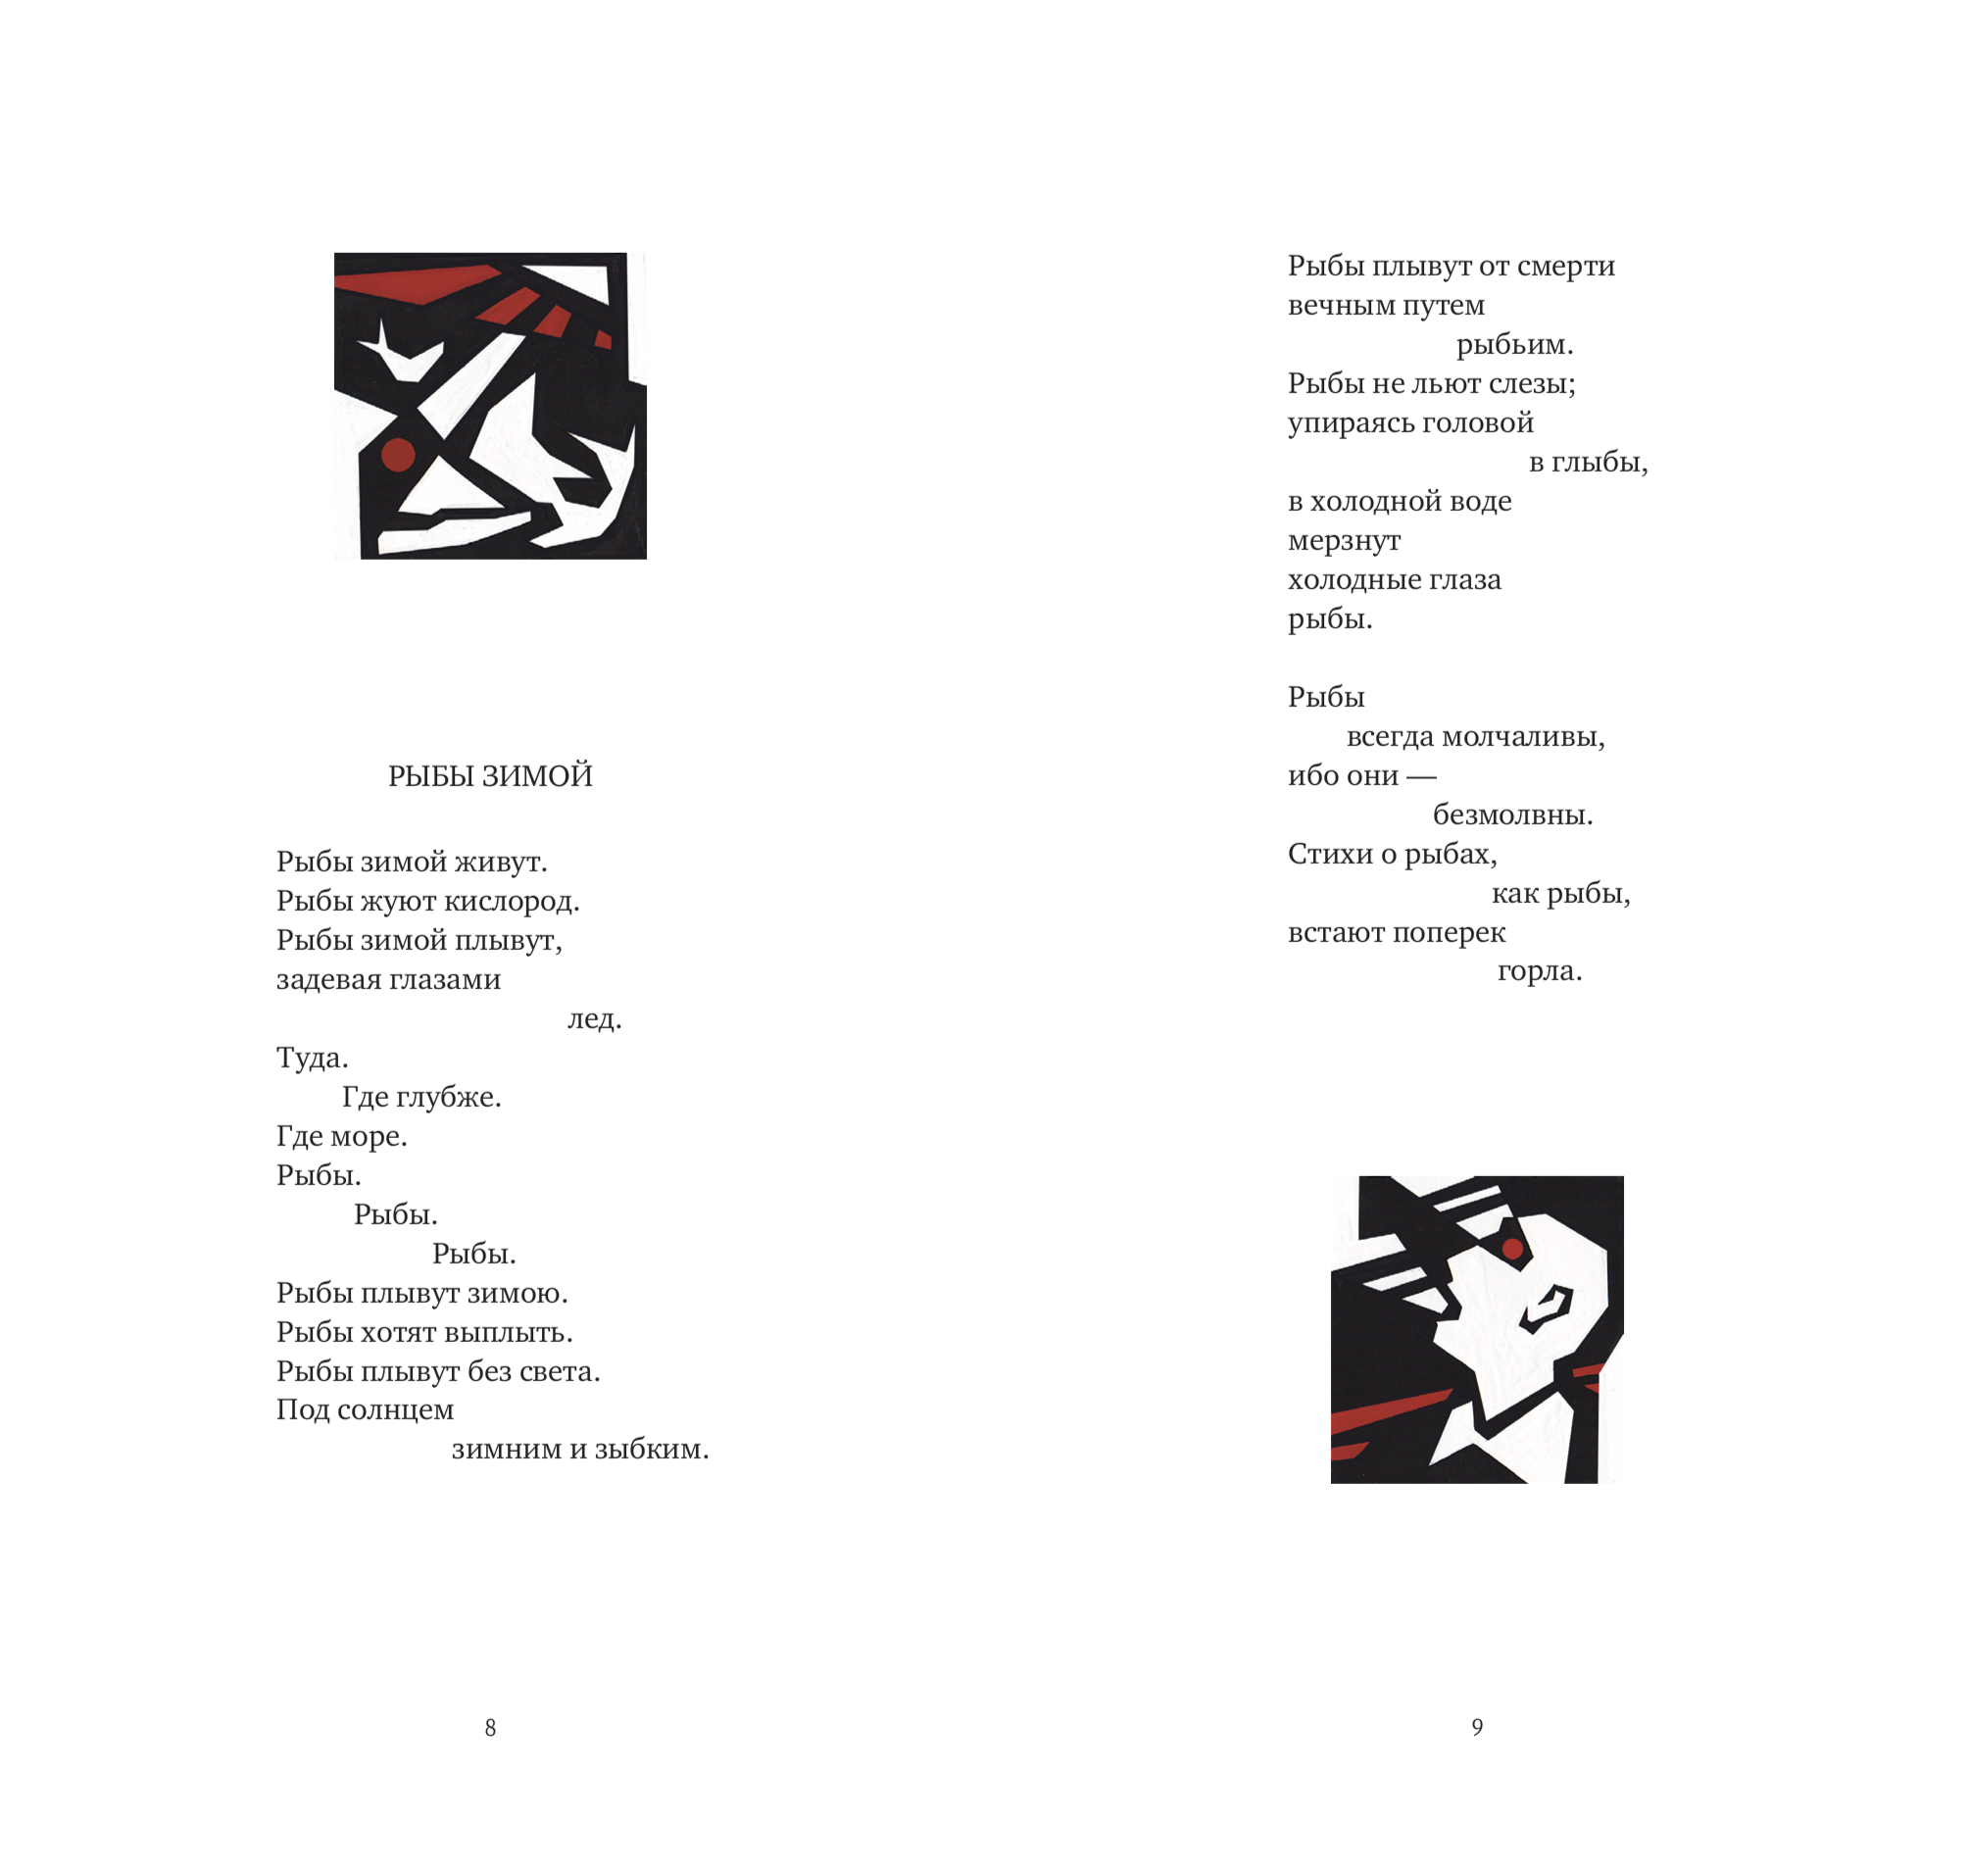 РЫБЫ ЗИМОЙ
Рыбы зимой живут.
Рыбы жуют кислород.
Рыбы зимой плывут,
задевая глазами
лед.
Туда.
Где глубже.
Где море.
Рыбы.
Рыбы.
Рыбы.
Рыбы плывут зимою.
Рыбы хотят выплыть.
Рыбы плывут без света.
Под солнцем
зимним и зыбким.
8
Рыбы плывут от смерти
вечным путем
рыбьим.
Рыбы не льют слезы;
упираясь головой
в глыбы,
в холодной воде
мерзнут
холодные глаза
рыбы.
Рыбы
всегда молчаливы,
ибо они —
безмолвны.
Стихи о рыбах,
как рыбы,
встают поперек
горла.
9